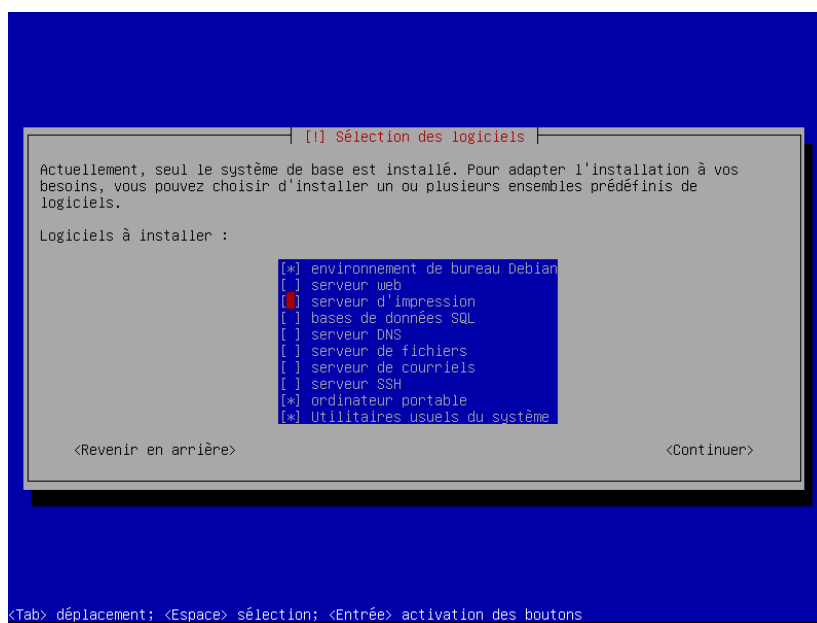 [!] Sélection des logiciels
Actuellement, seul le système de base est installé. Pour adapter l'installation à vos
besoins, vous pouvez choisir d'installer un ou plusieurs ensembles prédéfinis de
logiciels.
Logiciels à installer :
[*] environnement de bureau Debian
[ ] serveur web
[ ] serveur d'impression
[ ] bases de données SQL
[ ] serveur DNS
[ ] serveur de fichiers
[ ] serveur de courriels
[ ] serveur SSH
[*] ordinateur portable
[*] Utilitaires usuels du système
<Revenir en arrière> <Continuer>
<Tab> déplacement; <Espace> sélection; <Entrée> activation des boutons